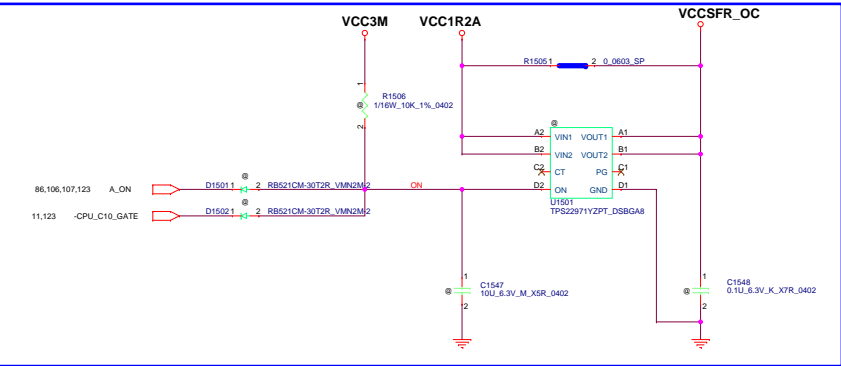 VCC3M VCC1R2A VCCSFR_OC
R1505 1 2 0_0603_SP
1
R1506
@ 1/16W_10K_1%_0402
2
@
A2 VIN1 VOUT1 A1
B2 VIN2 VOUT2 B1
C2 CT PG C1
D2 ON GND D1
U1501
TPS22971YZPT_DSBGA8
@
86,106,107,123 A_ON D1501 1 2 RB521CM-30T2R_VMN2M-2 ON
@
11,123 -CPU_C10_GATE D1502 1 2 RB521CM-30T2R_VMN2M-2
1
C1547
@ 10U_6.3V_M_X5R_0402
2
1
C1548
@ 0.1U_6.3V_K_X7R_0402
2